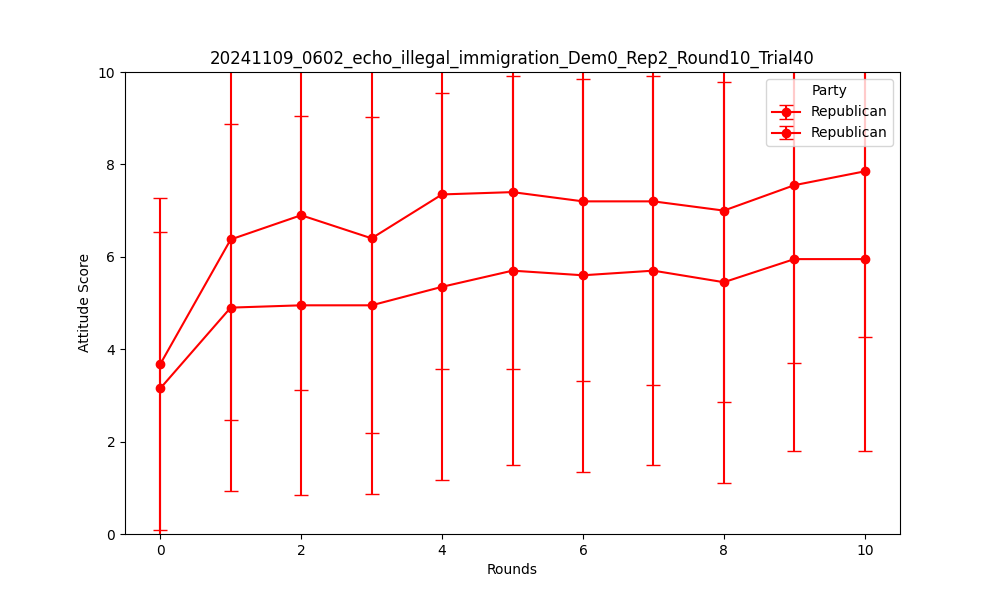 20241109_0602_echo_illegal_immigration_Dem0_Rep2_Round10_Trial40
Party
Republican
Republican
Attitude Score
10
8
6
4
2
0
0 2 4 6 8 10
Rounds